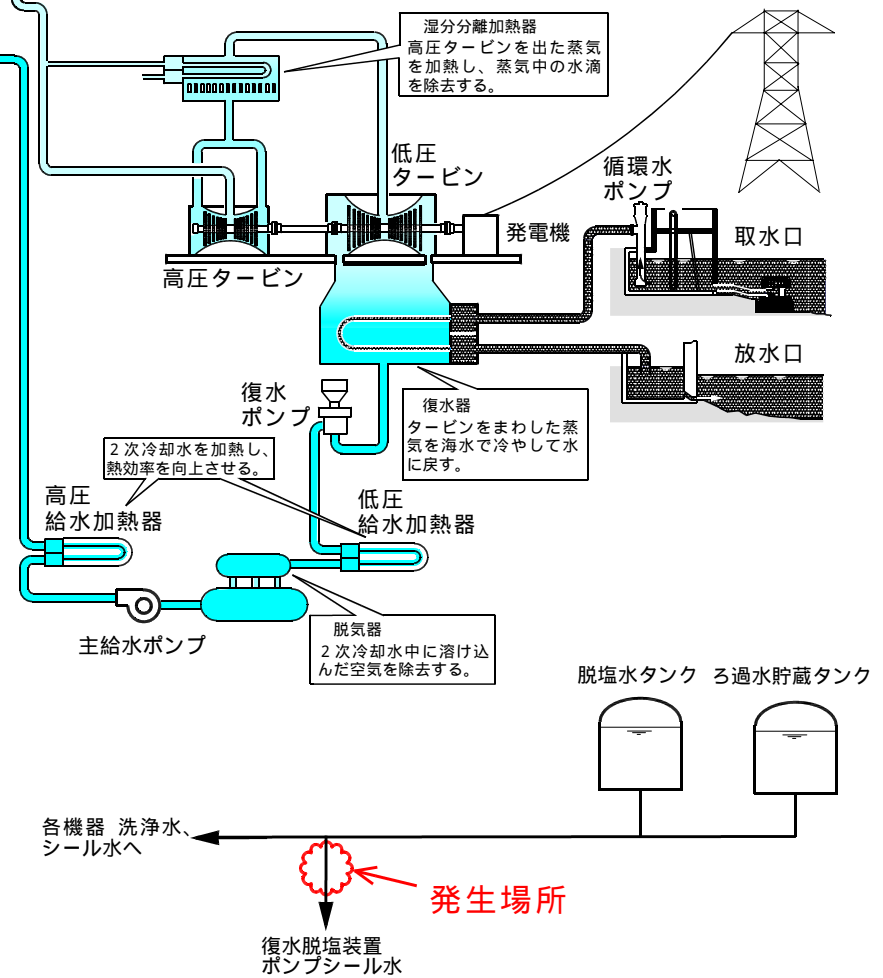 湿分分離加熱器
高圧タービンを出た蒸気
を加熱し、蒸気中の水滴
を除去する。
低圧
タービン
循環水
ポンプ
発電機
取水口
高圧タービン
放水口
復水
ポンプ
復水器
タービンをまわした蒸
気を海水で冷やして水
に戻す。
2次冷却水を加熱し、
熱効率を向上させる。
高圧
給水加熱器
低圧
給水加熱器
主給水ポンプ
脱気器
2次冷却水中に溶け込
んだ空気を除去する。
脱塩水タンク
ろ過水貯蔵タンク
各機器 洗浄水、
シール水へ
発生場所
復水脱塩装置
ポンプシール水